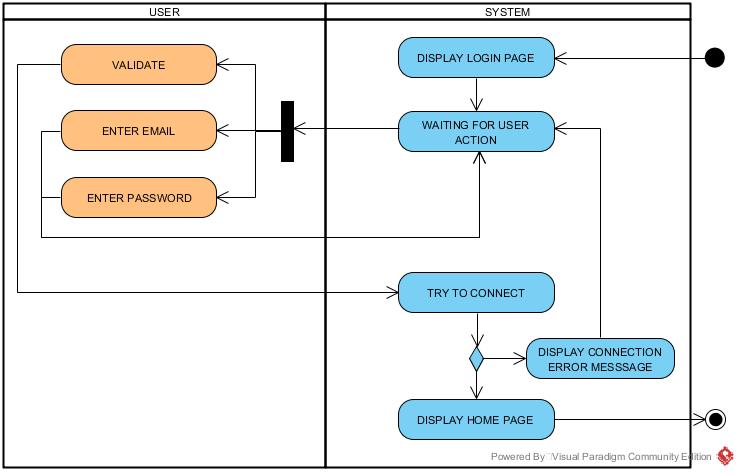 USER
SYSTEM
VALIDATE
DISPLAY LOGIN PAGE
ENTER EMAIL
WAITING FOR USER
ACTION
ENTER PASSWORD
TRY TO CONNECT
DISPLAY CONNECTION
ERROR MESSSAGE
DISPLAY HOME PAGE
Powered By Visual Paradigm Community Edition